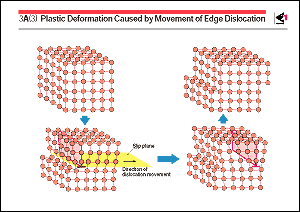 3A(3) Plastic Deformation Caused by Movement of Edge Dislocation
Slip plane
Direction of
dislocation movement